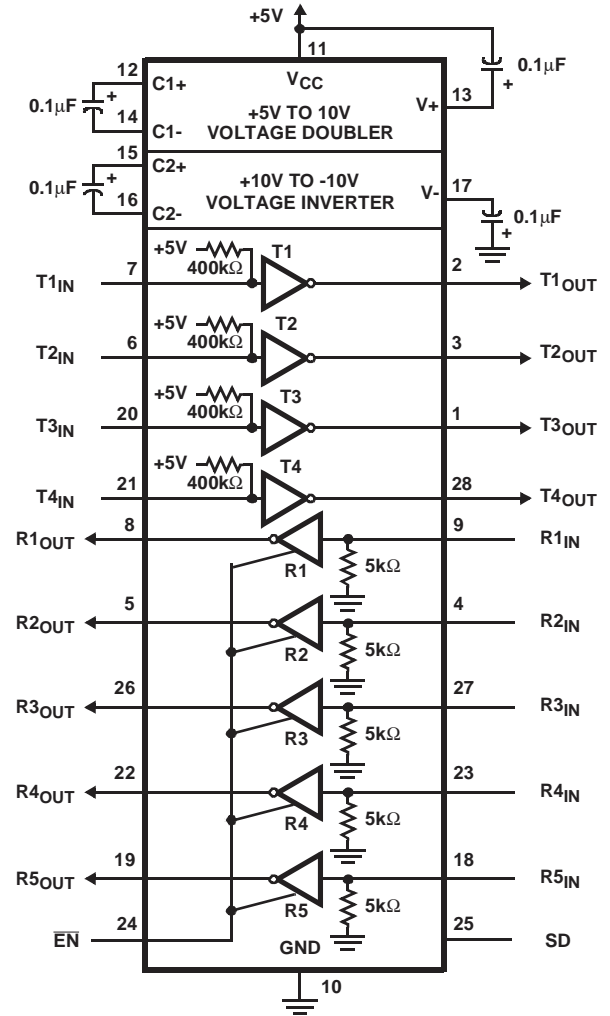 +5V
11
12 C1+ VCC 0.1µF
0.1µF + +
+5V TO 10V V+ 13
14 C1- VOLTAGE DOUBLER
15 C2+
0.1µF + +10V TO -10V V- 17
16 C2- VOLTAGE INVERTER 0.1µF
+
+5V 400kΩ T1
T1IN 7 2 T1OUT
+5V 400kΩ T2
T2IN 6 3 T2OUT
+5V 400kΩ T3
T3IN 20 1 T3OUT
+5V 400kΩ T4
T4IN 21 28 T4OUT
R1OUT 8 9 R1IN
R1 5kΩ
R2OUT 5 4 R2IN
R2 5kΩ
R3OUT 26 27 R3IN
R3 5kΩ
R4OUT 22 23 R4IN
R4 5kΩ
R5OUT 19 18 R5IN
R5 5kΩ
E̅N̅ 24 GND 25 SD
10